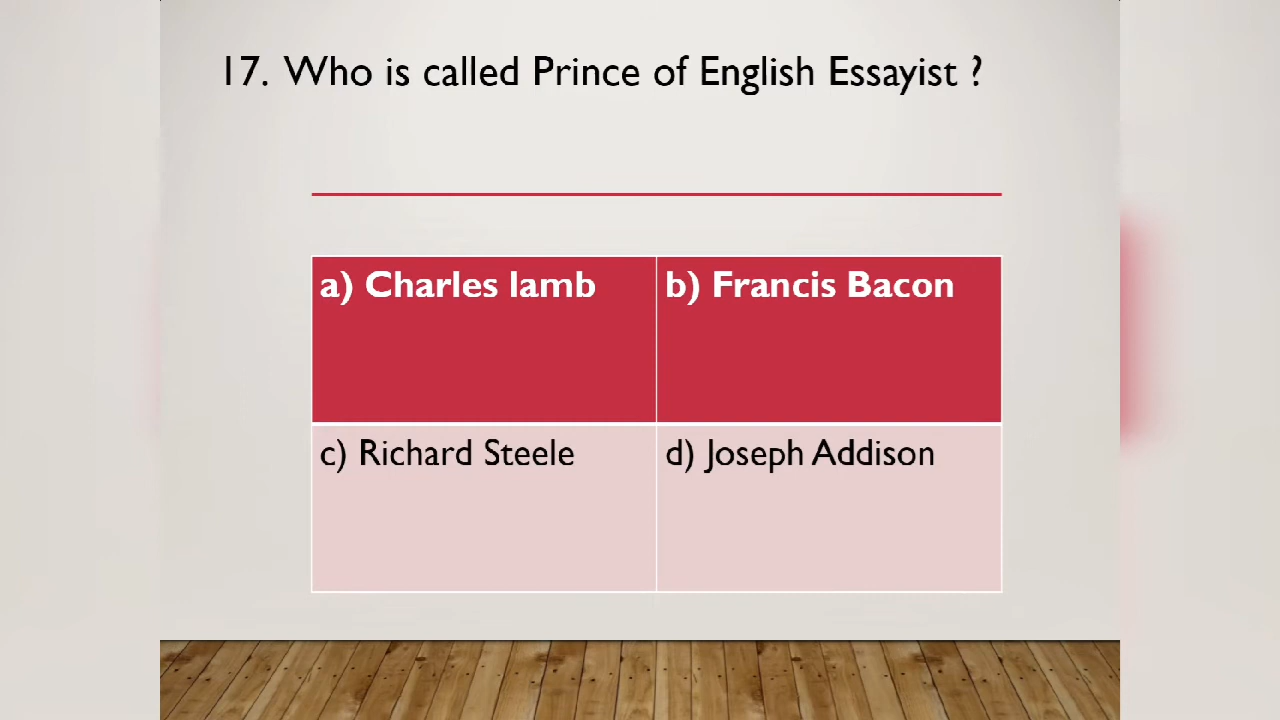 17. Who is called Prince of English Essayist ?
a) Charles lamb
b) Francis Bacon
c) Richard Steele
d) Joseph Addison